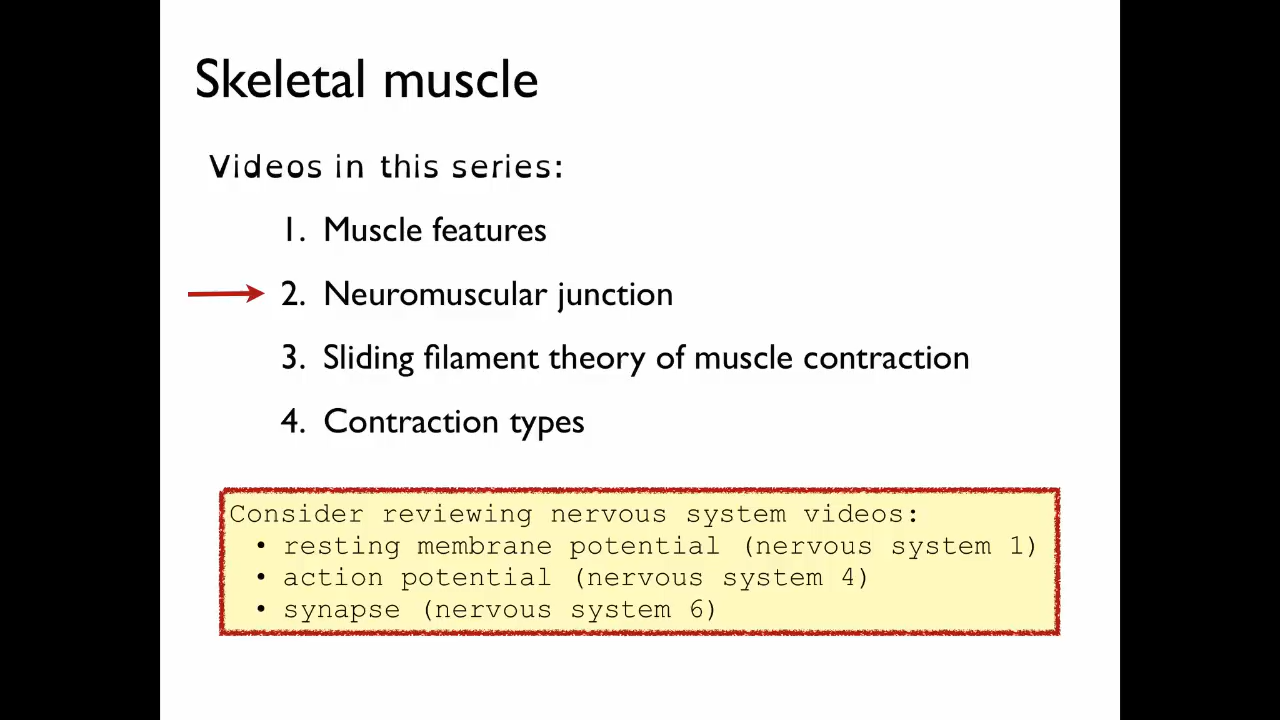 Skeletal muscle
Videos in this series:
1. Muscle features
2. Neuromuscular junction
3. Sliding filament theory of muscle contraction
4. Contraction types
Consider reviewing nervous system videos:
• resting membrane potential (nervous system 1)
• action potential (nervous system 4)
• synapse (nervous system 6)